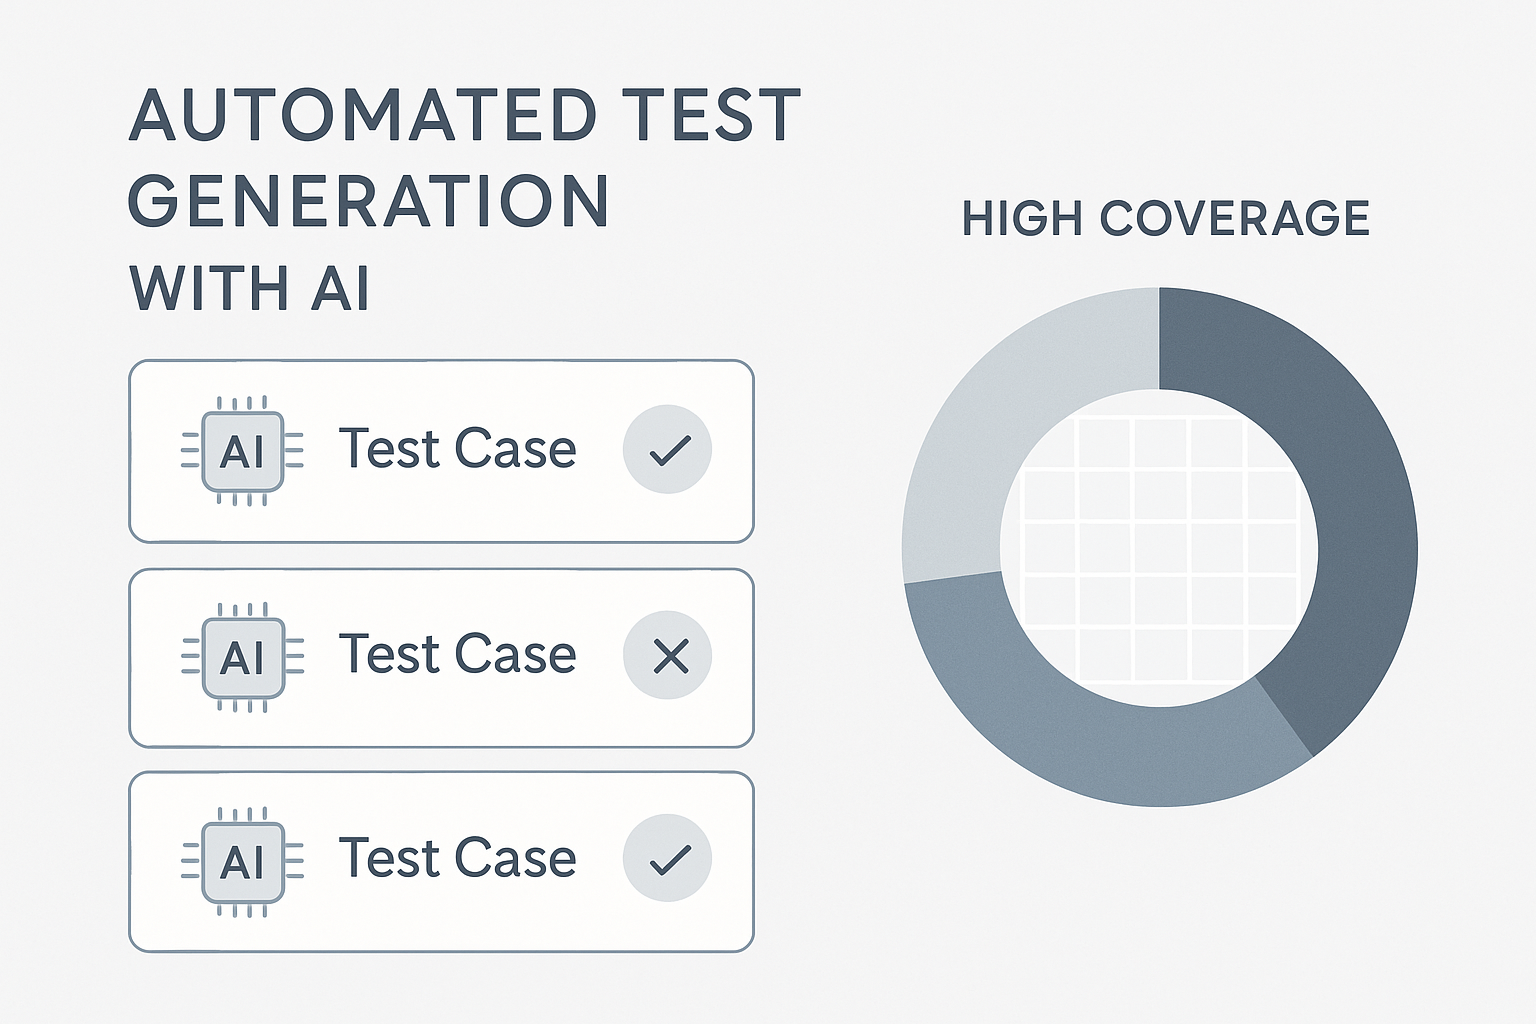 AUTOMATED TEST
GENERATION
WITH AI
AI Test Case
AI Test Case
AI Test Case
HIGH COVERAGE